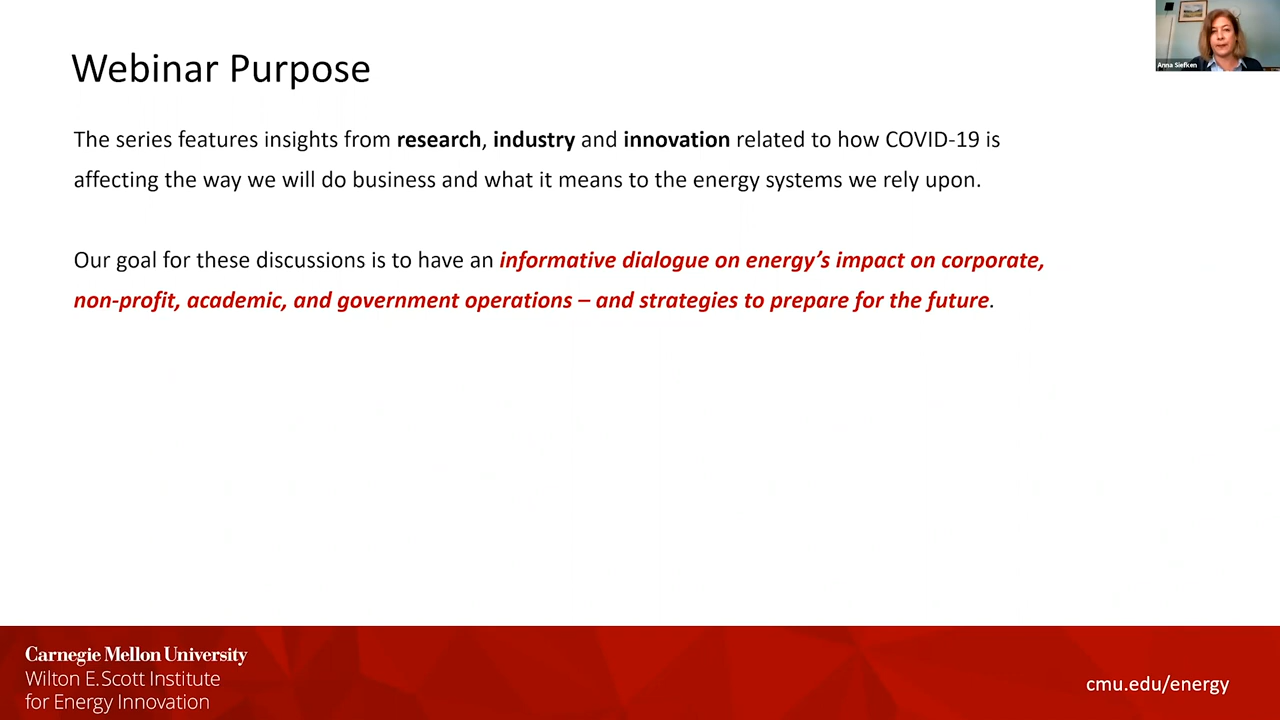 Webinar Purpose
Anna Siefken
The series features insights from research, industry and innovation related to how COVID-19 is
affecting the way we will do business and what it means to the energy systems we rely upon.
Our goal for these discussions is to have an informative dialogue on energy’s impact on corporate,
non-profit, academic, and government operations – and strategies to prepare for the future.
Carnegie Mellon University
Wilton E. Scott Institute
for Energy Innovation
cmu.edu/energy